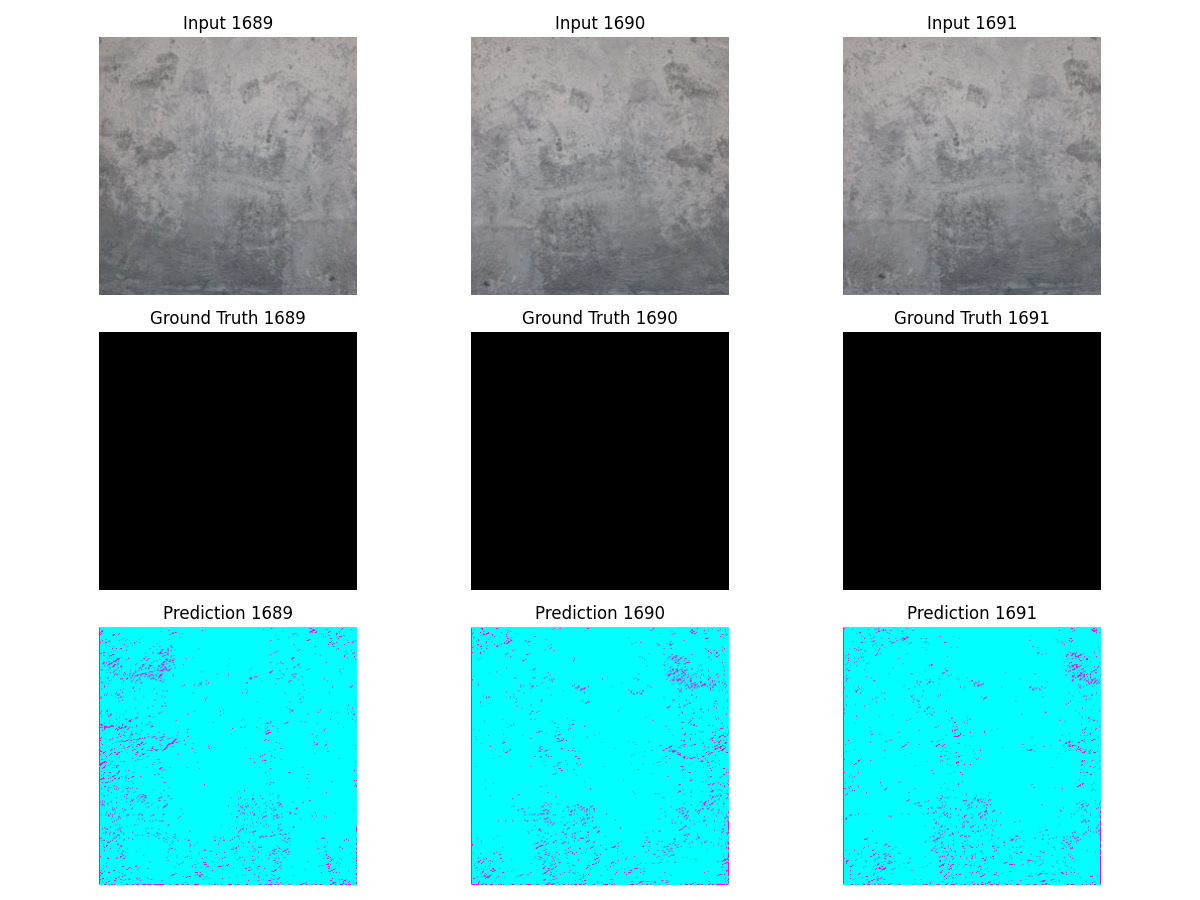 Input 1689
Input 1690
Input 1691
Ground Truth 1689
Ground Truth 1690
Ground Truth 1691
Prediction 1689
Prediction 1690
Prediction 1691